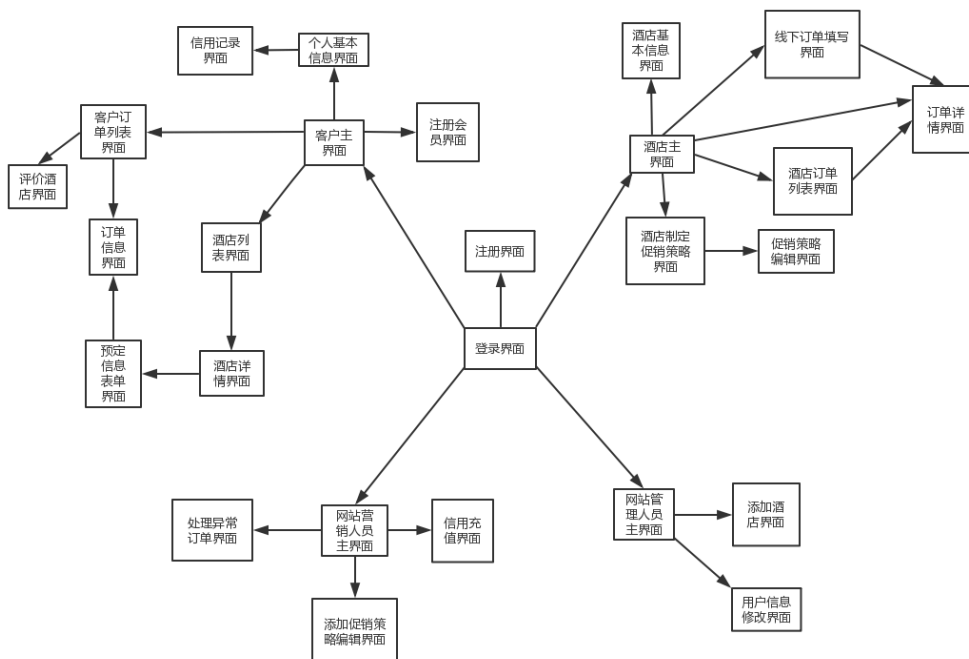 信用记录
界面
个人基本
信息界面
客户订
单列表
界面
客户主
界面
注册会
员界面
评价酒
店界面
订单
信息
界面
酒店列
表界面
预定
信息
表单
界面
酒店详
情界面
酒店基
本信息
界面
线下订单填写
界面
订单详
情界面
酒店主
界面
酒店订单
列表界面
酒店制定
促销策略
界面
促销策略
编辑界面
注册界面
登录界面
处理异常
订单界面
网站营
销人员
主界面
信用充
值界面
添加促销策
略编辑界面
网站管
理人员
主界面
添加酒
店界面
用户信息
修改界面